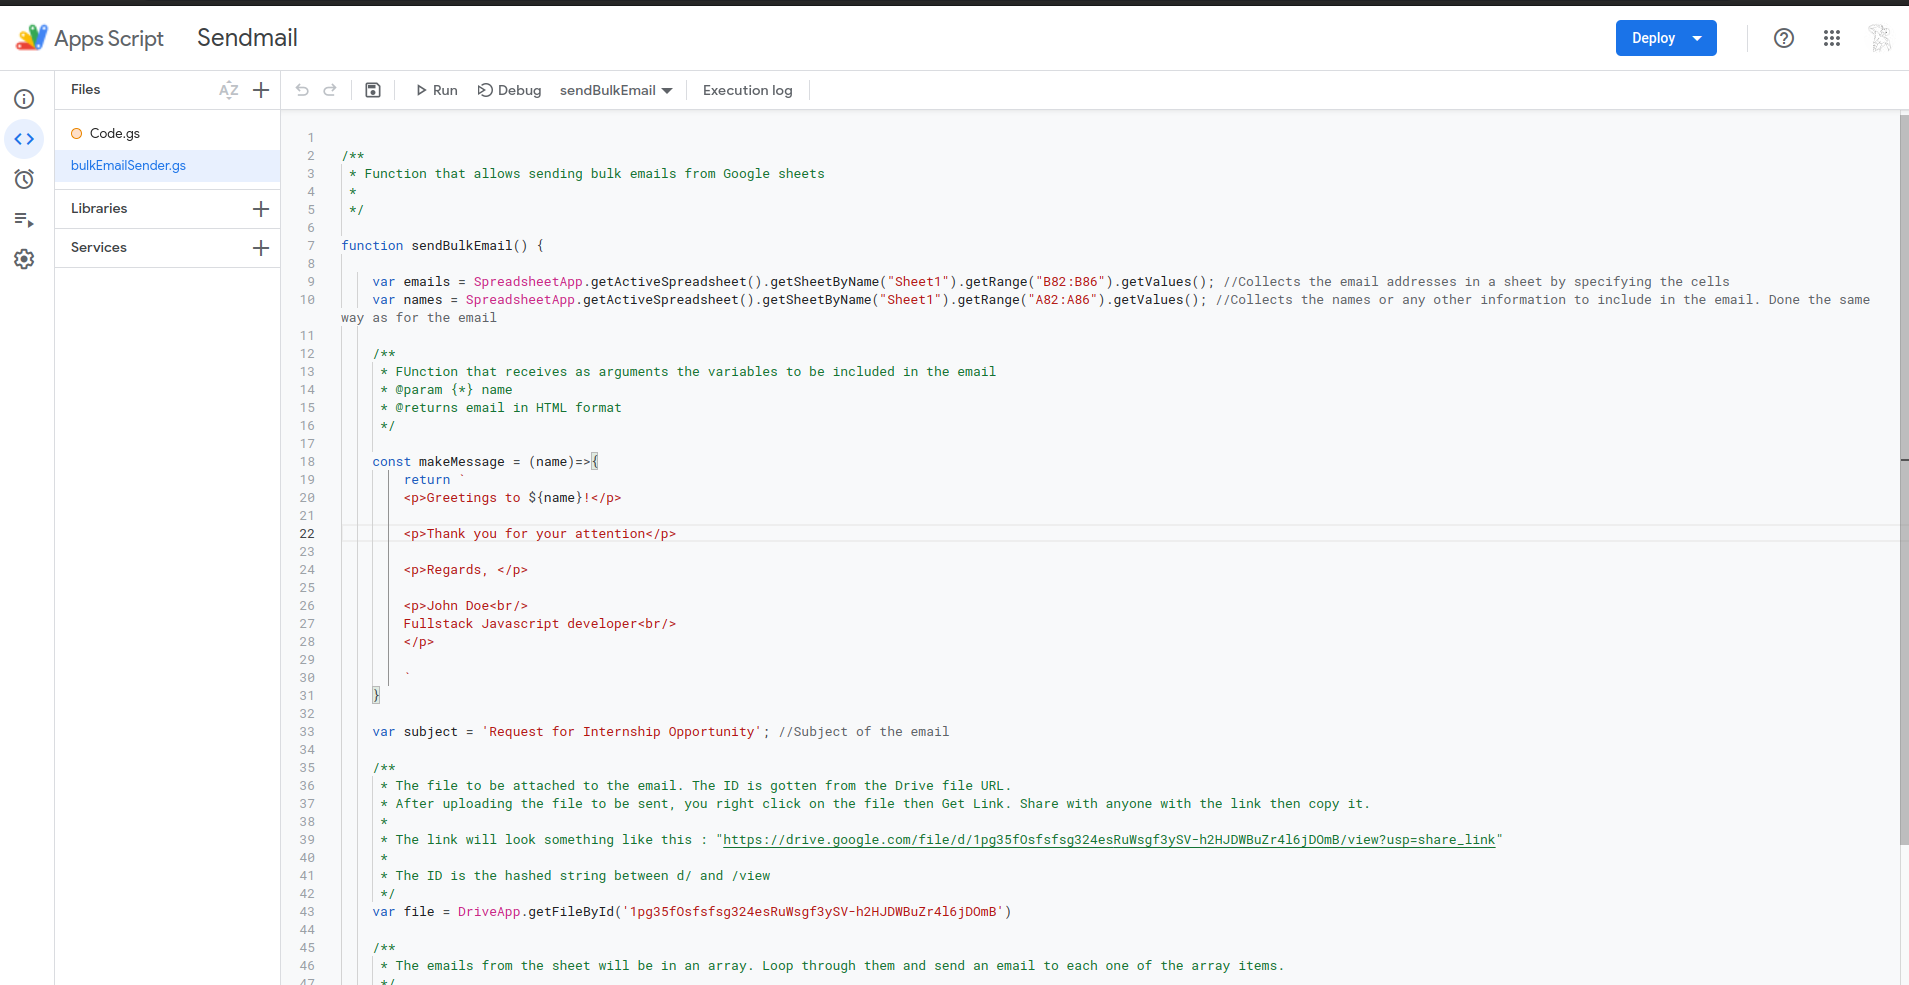 Apps Script Sendmail Deploy
Files AZ
Run Debug sendBulkEmail Execution log
Code.gs
bulkEmailSender.gs
Libraries
Services
1
2 /**
3 * Function that allows sending bulk emails from Google sheets
4 *
5 */
6
7 function sendBulkEmail() {
8
9 var emails = SpreadsheetApp.getActiveSpreadsheet().getSheetByName("Sheet1").getRange("B82:B86").getValues(); //Collects the email addresses in a sheet by specifying the cells
10 var names = SpreadsheetApp.getActiveSpreadsheet().getSheetByName("Sheet1").getRange("A82:A86").getValues(); //Collects the names or any other information to include in the email. Done the same
way as for the email
11
12 /**
13 * FUnction that receives as arguments the variables to be included in the email
14 * @param {*} name
15 * @returns email in HTML format
16 */
17
18 const makeMessage = (name)=>{
19 return `
20 <p>Greetings to ${name}!</p>
21
22 <p>Thank you for your attention</p>
23
24 <p>Regards, </p>
25
26 <p>John Doe<br/>
27 Fullstack Javascript developer<br/>
28 </p>
29
30 `
31 }
32
33 var subject = 'Request for Internship Opportunity'; //Subject of the email
34
35 /**
36 * The file to be attached to the email. The ID is gotten from the Drive file URL.
37 * After uploading the file to be sent, you right click on the file then Get Link. Share with anyone with the link then copy it.
38 *
39 * The link will look something like this : "https://drive.google.com/file/d/1pg35fOsfsfsg324esRuWsgf3ySV-h2HJDWBuZr4l6jDOmB/view?usp=share_link"
40 *
41 * The ID is the hashed string between d/ and /view
42 */
43 var file = DriveApp.getFileById('1pg35fOsfsfsg324esRuWsgf3ySV-h2HJDWBuZr4l6jDOmB')
44
45 /**
46 * The emails from the sheet will be in an array. Loop through them and send an email to each one of the array items.
47 */